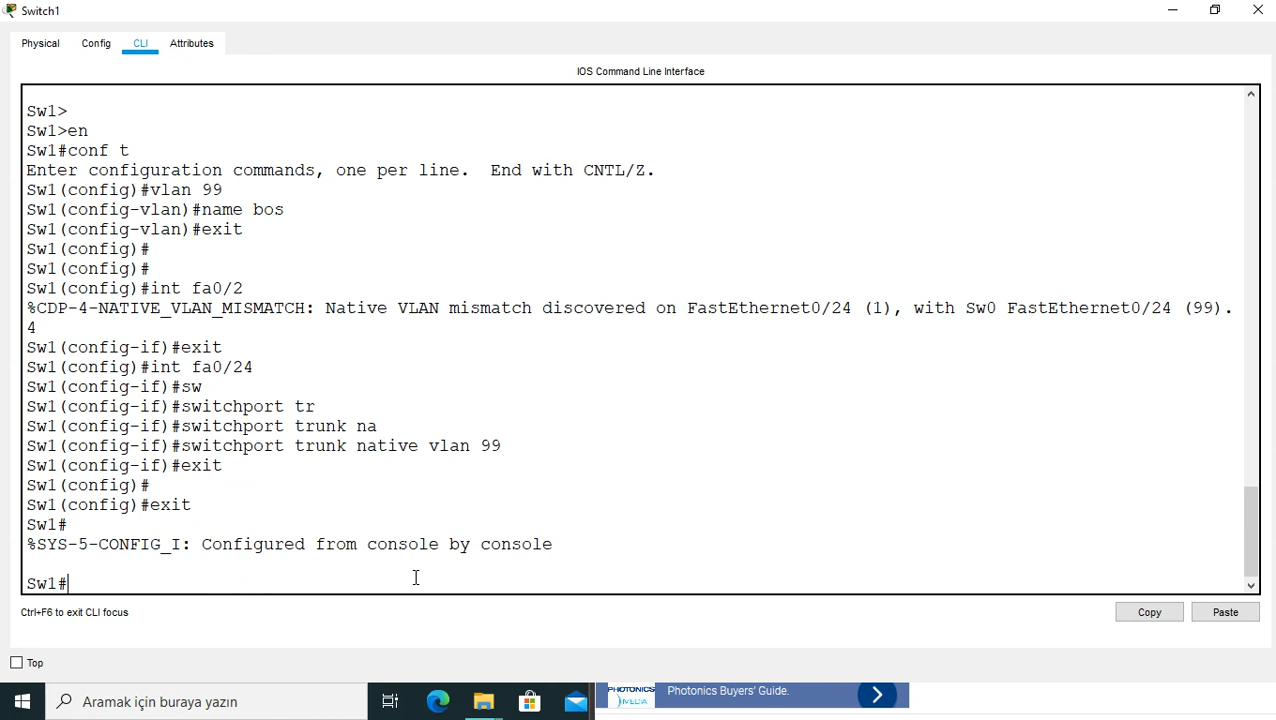 Switch1
Physical Config CLI Attributes
IOS Command Line Interface
Sw1>
Sw1>en
Sw1#conf t
Enter configuration commands, one per line.  End with CNTL/Z.
Sw1(config)#vlan 99
Sw1(config-vlan)#name bos
Sw1(config-vlan)#exit
Sw1(config)#
Sw1(config)#
Sw1(config)#int fa0/2
%CDP-4-NATIVE_VLAN_MISMATCH: Native VLAN mismatch discovered on FastEthernet0/24 (1), with Sw0 FastEthernet0/24 (99).
4
Sw1(config-if)#exit
Sw1(config)#int fa0/24
Sw1(config-if)#sw
Sw1(config-if)#switchport tr
Sw1(config-if)#switchport trunk na
Sw1(config-if)#switchport trunk native vlan 99
Sw1(config-if)#exit
Sw1(config)#
Sw1(config)#exit
Sw1#
%SYS-5-CONFIG_I: Configured from console by console
Sw1#
Ctrl+F6 to exit CLI focus
Copy Paste
Top
Aramak için buraya yazın
PHOTONICS
MEDIA
Photonics Buyers' Guide.